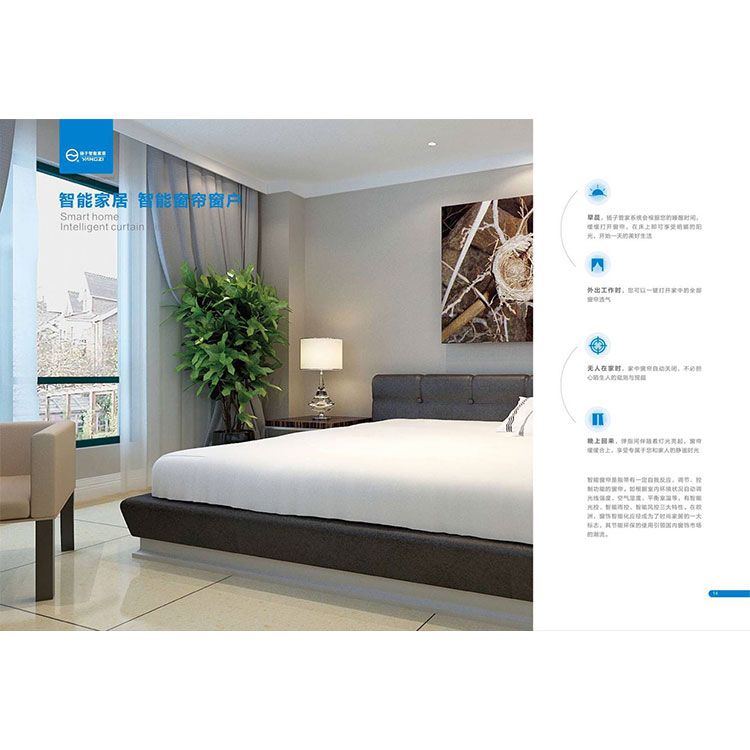 扬子智能家居
YANGZI
智能家居 智能窗帘窗户
Smart home
Intelligent curtain
早晨，扬子管家系统会根据您的睡醒时间，
缓缓打开窗帘，在床上即可享受明媚的阳
光，开始一天的美好生活
外出工作时，您可以一键打开家中的全部
窗帘透气
无人在家时，家中窗帘自动关闭，不必担
心陌生人的窥测与觊觎
晚上回来，弹指间伴随着灯光亮起，窗帘
缓缓合上，享受专属于您和家人的静谧时光
智能窗帘是指带有一定自我反应、调节、控
制功能的窗帘。如根据室内环境状况自动调
光线强度、空气湿度、平衡室温等，有智能
光控、智能雨控、智能风控三大特性。在欧
洲，窗饰智能化应经成为了时尚家居的一大
标志，其节能环保的使用引领国内窗饰市场
的潮流。
14